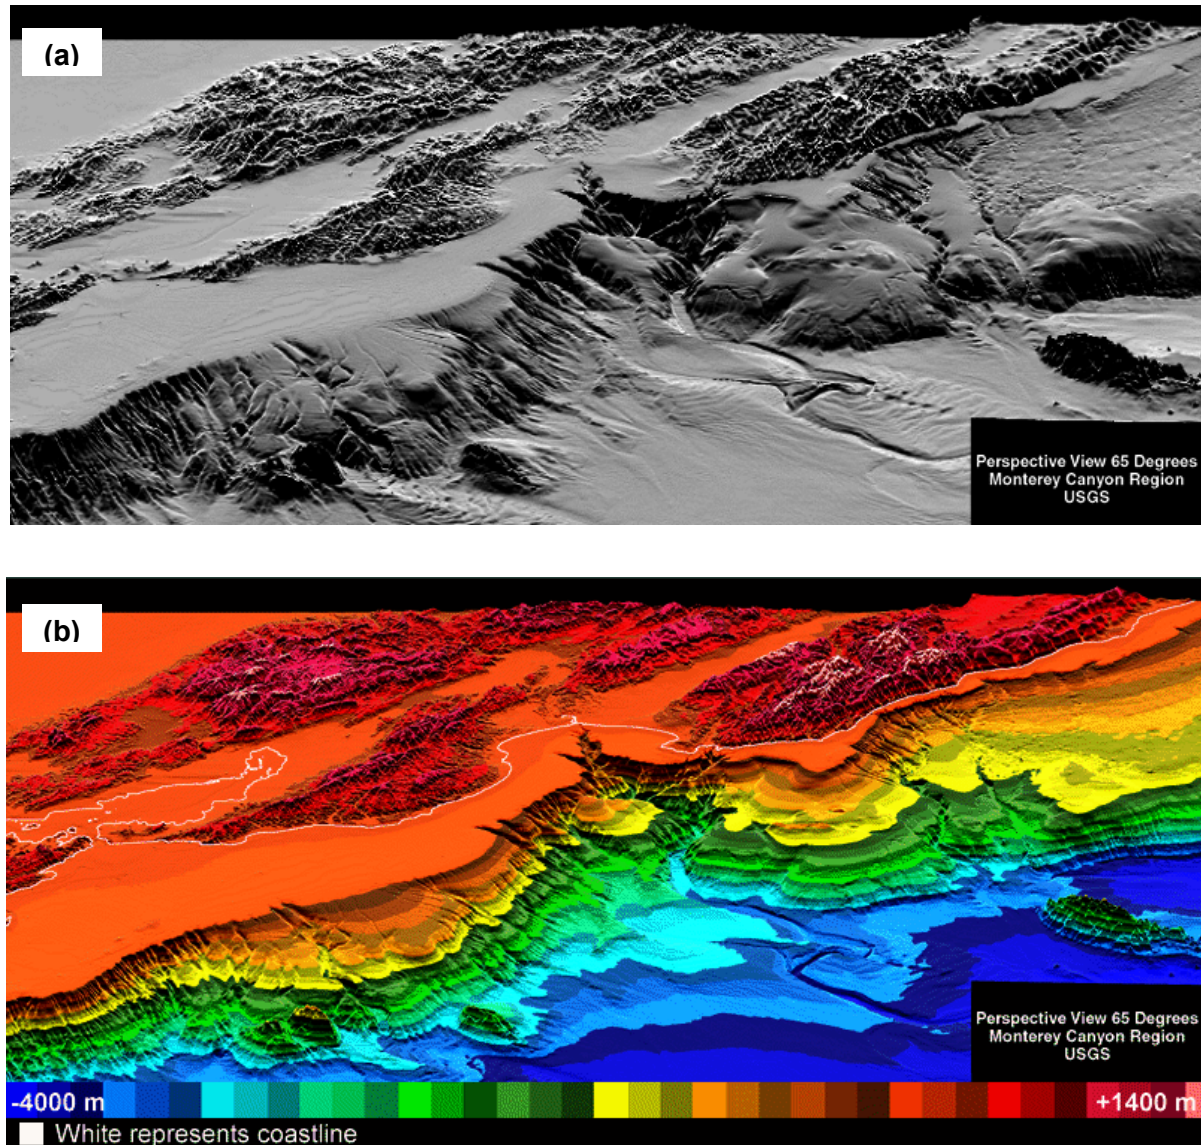 (a)
Perspective View 65 Degrees
Monterey Canyon Region
USGS
(b)
Perspective View 65 Degrees
Monterey Canyon Region
USGS
-4000 m +1400 m
White represents coastline